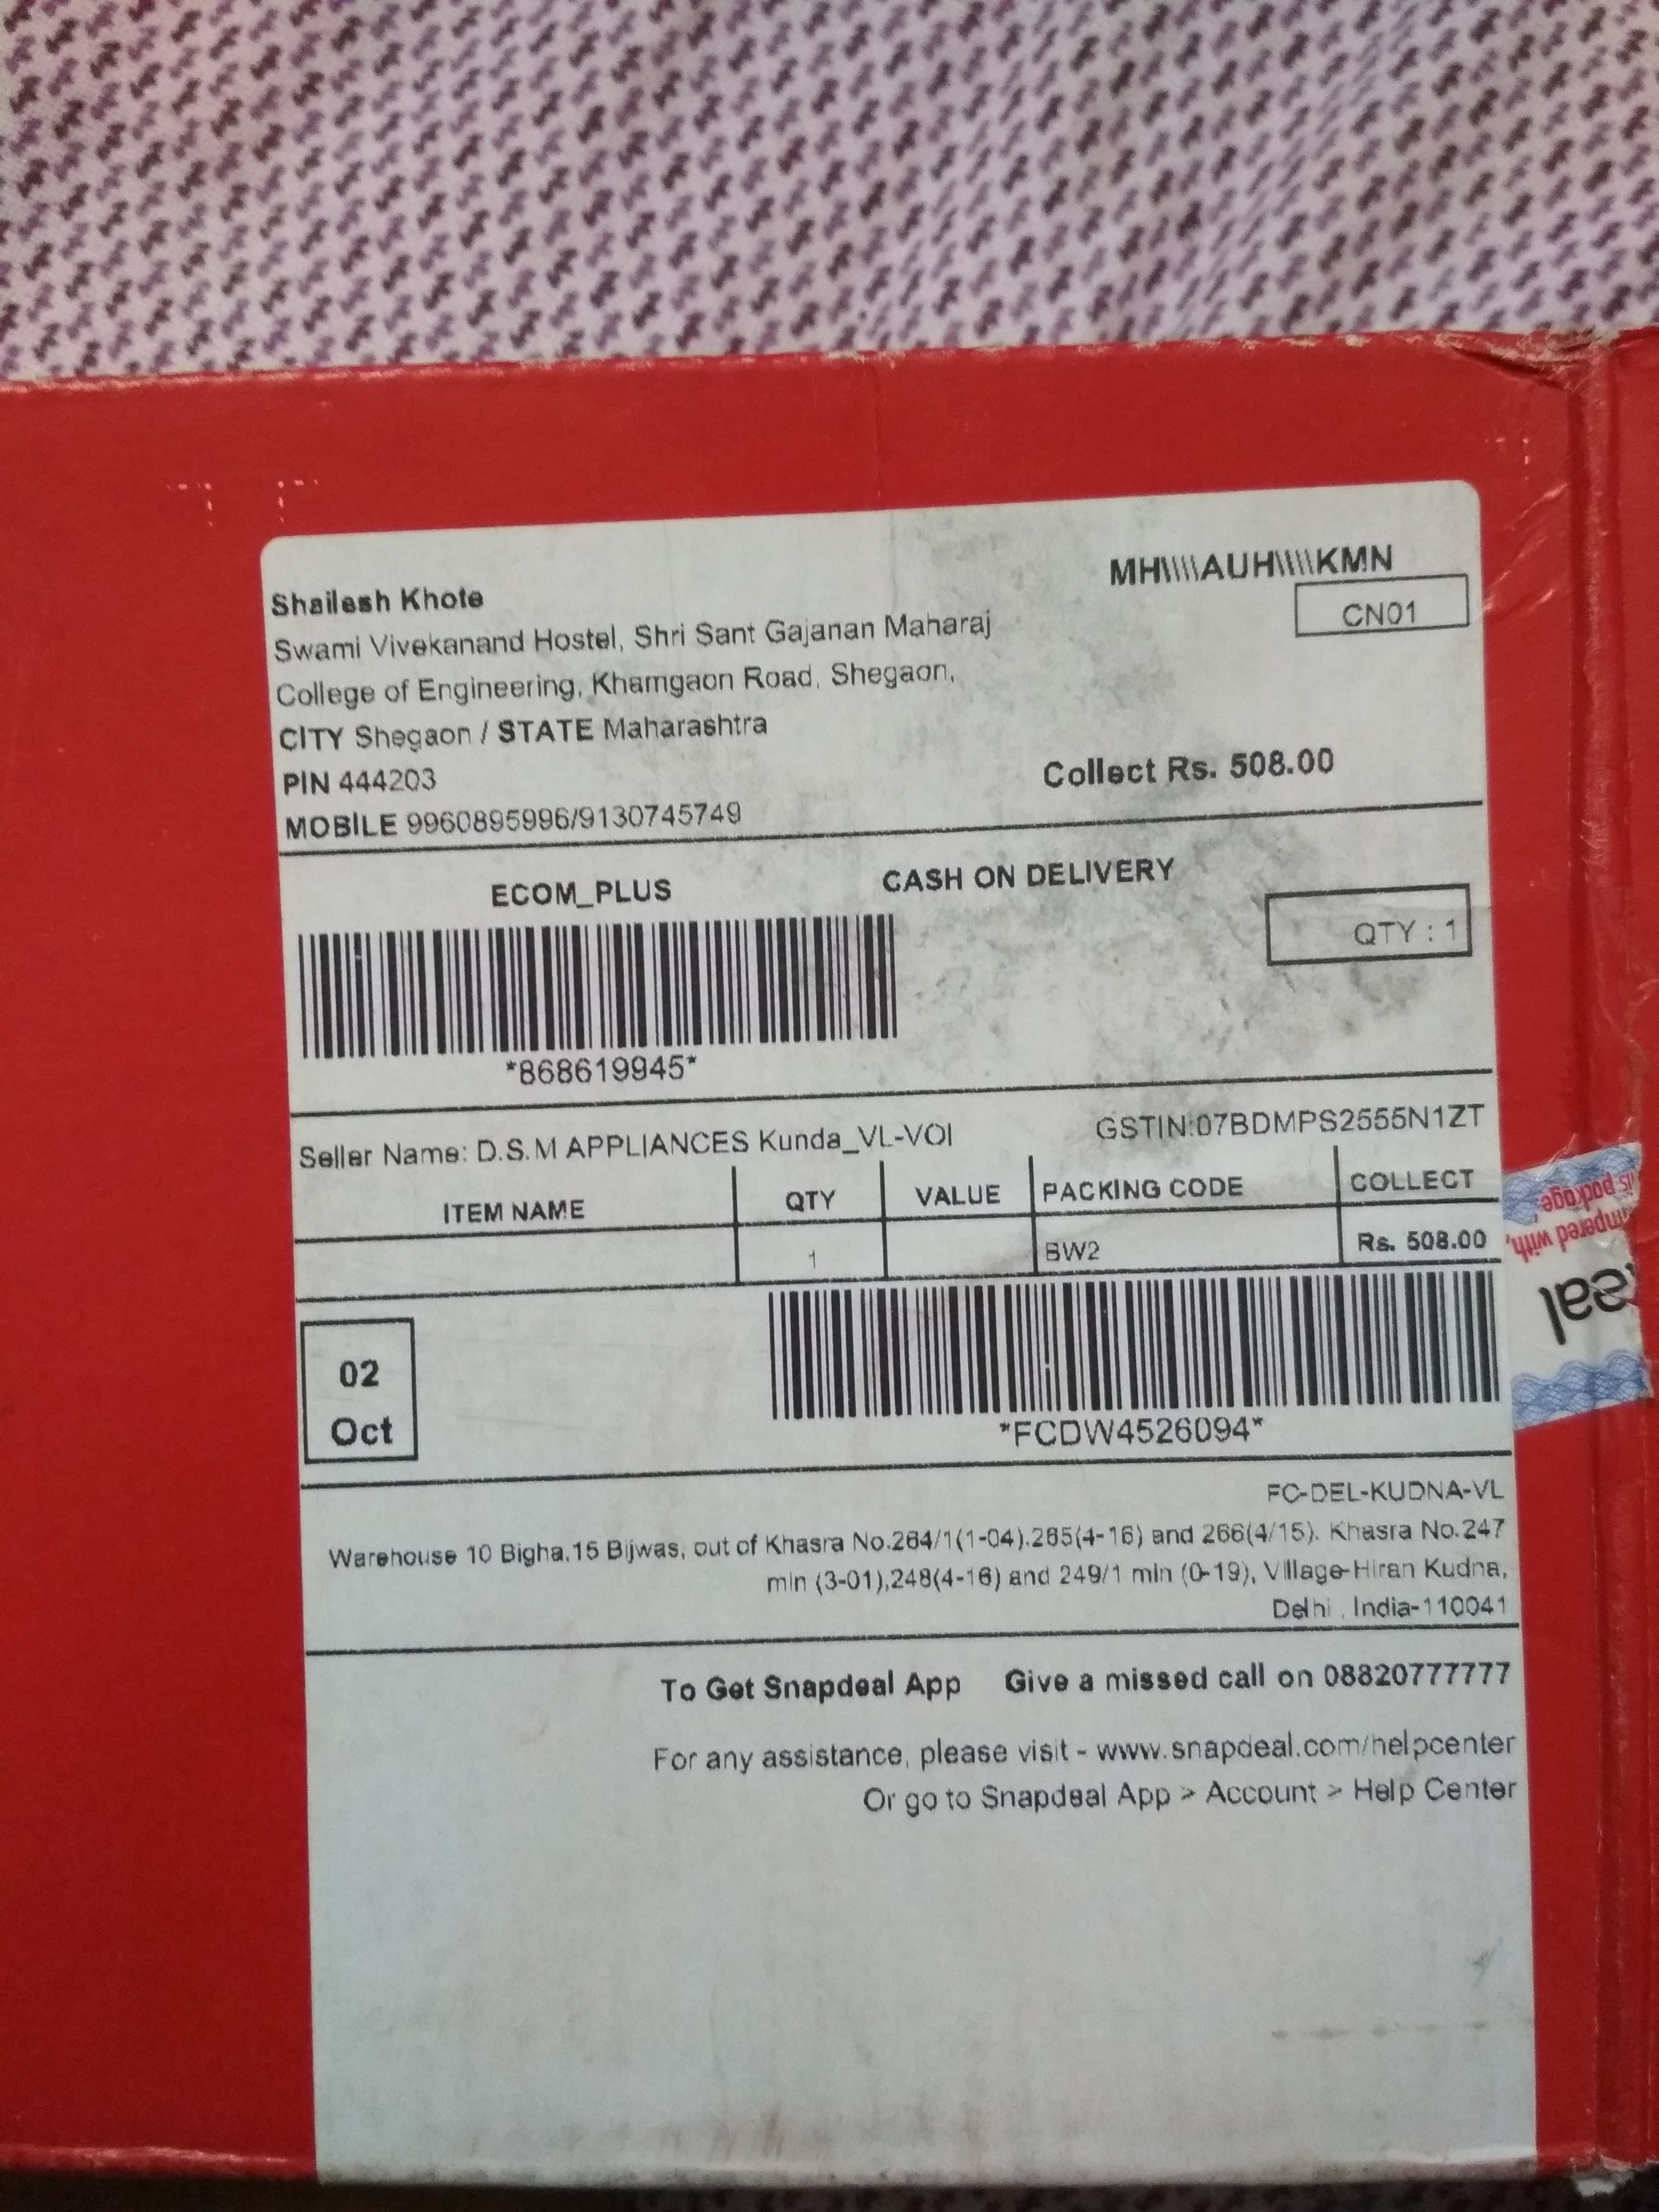 Shailesh Khote
MH\\\\AUH\\\\KMN
CN01
Swami Vivekanand Hostel, Shri Sant Gajanan Maharaj
College of Engineering, Khamgaon Road, Shegaon,
CITY Shegaon / STATE Maharashtra
PIN 444203
Collect Rs. 508.00
MOBILE 9960895996/9130745749
ECOM_PLUS
CASH ON DELIVERY
QTY : 1
*868619945*
Seller Name: D.S.M APPLIANCES Kunda_VL-VOI
GSTIN:07BDMPS2555N1ZT
ITEM NAME QTY VALUE PACKING CODE COLLECT
1 BW2 Rs. 508.00
02
Oct
*FCDW4526094*
FC-DEL-KUDNA-VL
Warehouse 10 Bigha,15 Bijwas, out of Khasra No.264/1(1-04).265(4-16) and 266(4/15). Khasra No.247
min (3-01),248(4-16) and 249/1 min (0-19), Village-Hiran Kudna,
Delhi , India-110041
To Get Snapdeal App Give a missed call on 08820777777
For any assistance, please visit - www.snapdeal.com/helpcenter
Or go to Snapdeal App > Account > Help Center
package.
with,